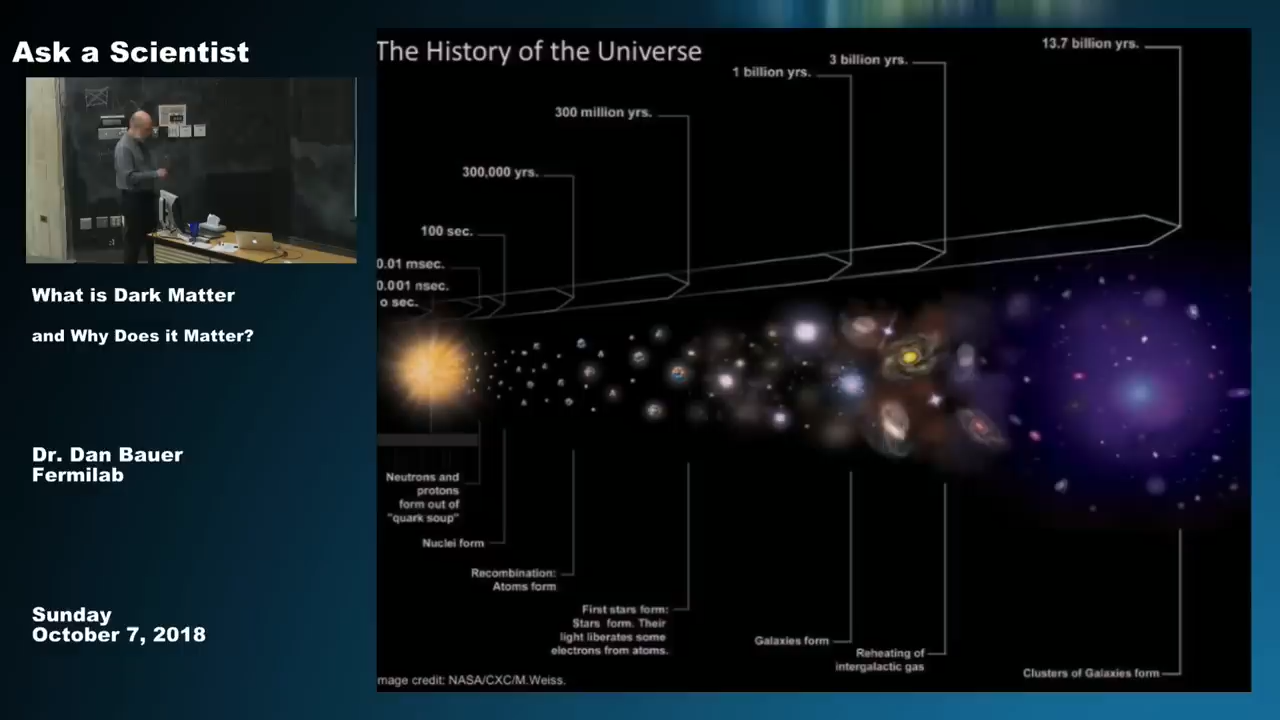 Ask a Scientist
What is Dark Matter
and Why Does it Matter?
Dr. Dan Bauer
Fermilab
Sunday
October 7, 2018
The History of the Universe
13.7 billion yrs.
3 billion yrs.
1 billion yrs.
300 million yrs.
300,000 yrs.
100 sec.
0.01 msec.
0.001 nsec.
o sec.
Neutrons and
protons
form out of
"quark soup"
Nuclei form
Recombination:
Atoms form
First stars form:
Stars form. Their
light liberates some
electrons from atoms.
Galaxies form
Reheating of
intergalactic gas
Clusters of Galaxies form
mage credit: NASA/CXC/M.Weiss.